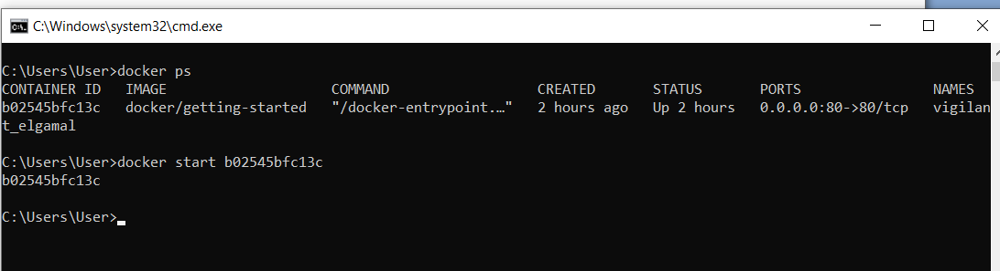 C:\Windows\system32\cmd.exe
C:\Users\User>docker ps
CONTAINER ID   IMAGE                    COMMAND                  CREATED       STATUS       PORTS                NAMES
b02545bfc13c   docker/getting-started   "/docker-entrypoint.…"   2 hours ago   Up 2 hours   0.0.0.0:80->80/tcp   vigilan
t_elgamal
C:\Users\User>docker start b02545bfc13c
b02545bfc13c
C:\Users\User>